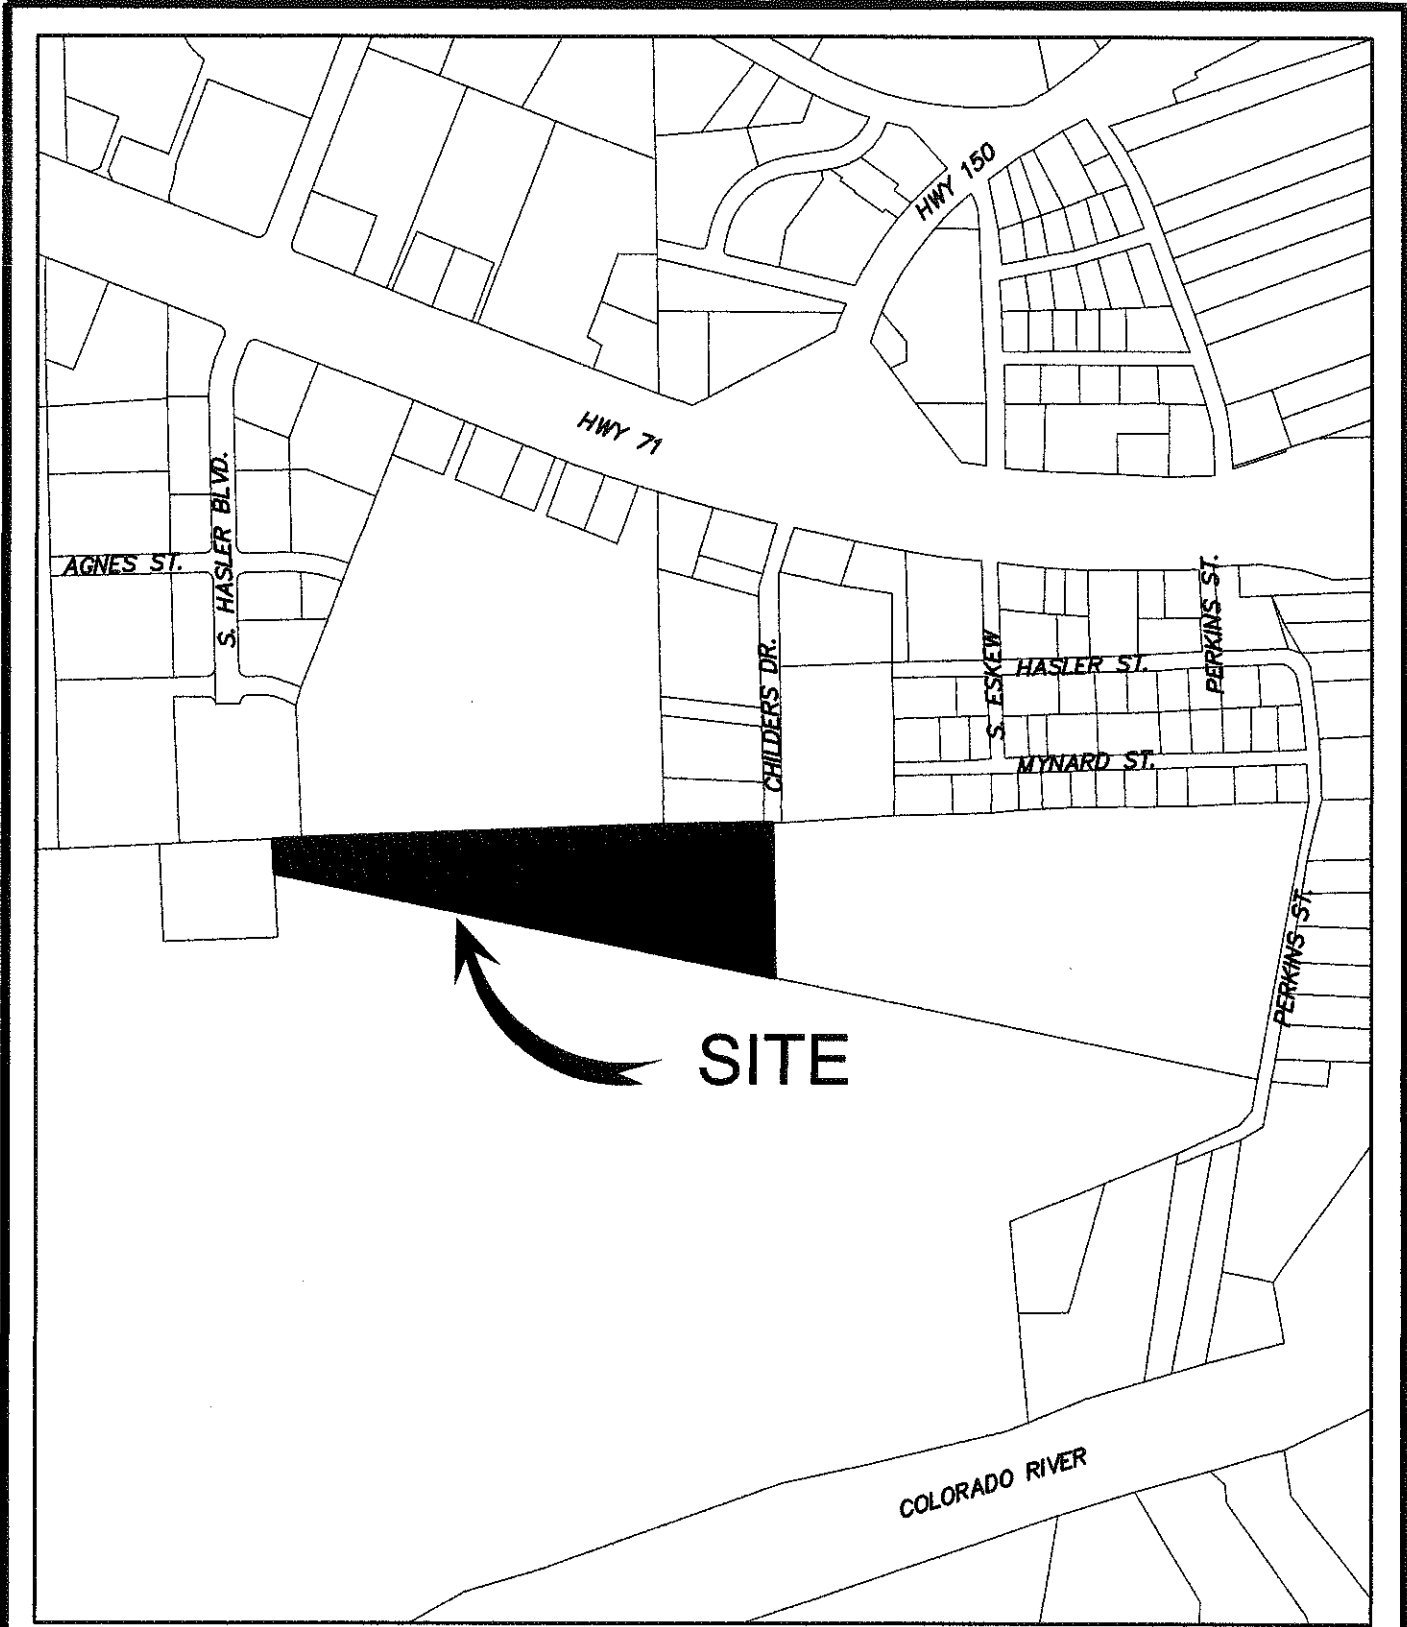 HWY 150
HWY 71
S. HASLER BLVD.
AGNES ST.
PERKINS ST.
CHILDERS DR.
S. ESKEW
HASLER ST.
MYNARD ST.
PERKINS ST.
SITE
COLORADO RIVER